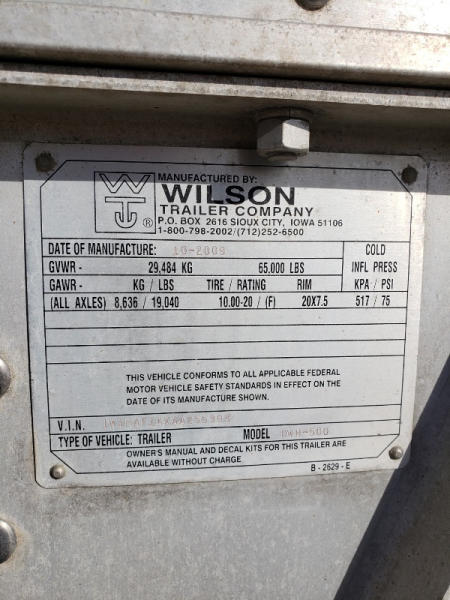 WT ®
MANUFACTURED BY:
WILSON
TRAILER COMPANY
P.O. BOX 2616 SIOUX CITY, IOWA 51106
1-800-798-2002/(712)252-6500
DATE OF MANUFACTURE: COLD
GVWR - 29,484 KG 65,000 LBS INFL PRESS
GAWR - KG / LBS TIRE / RATING RIM KPA / PSI
(ALL AXLES) 8,636 / 19,040 10.00-20 / (F) 20X7.5 517 / 75
THIS VEHICLE CONFORMS TO ALL APPLICABLE FEDERAL
MOTOR VEHICLE SAFETY STANDARDS IN EFFECT ON THE
DATE OF ITS MANUFACTURE SHOWN.
V.I.N.
TYPE OF VEHICLE: TRAILER MODEL DWH-500
OWNER'S MANUAL AND DECAL KITS FOR THIS TRAILER ARE
AVAILABLE WITHOUT CHARGE
B - 2629 - E